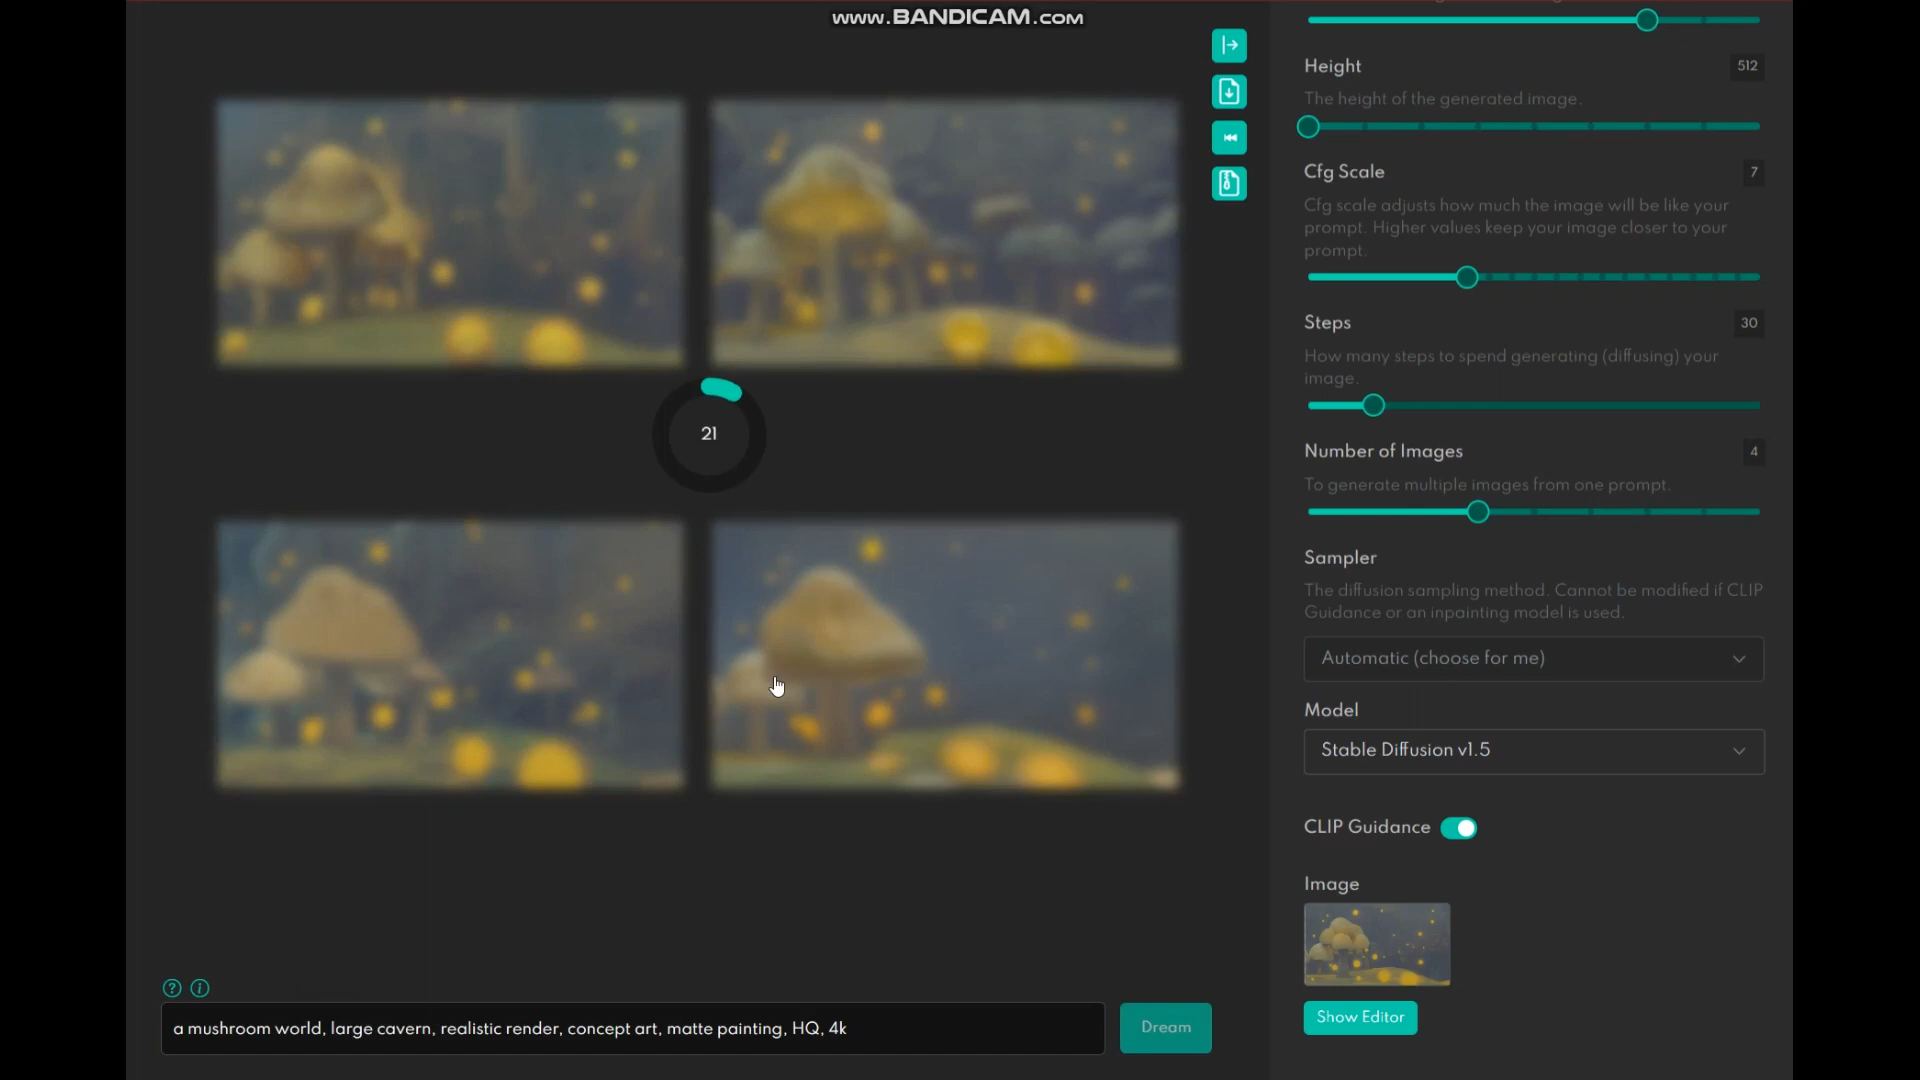 www.BANDICAM.com
Height
512
The height of the generated image.
Cfg Scale
7
Cfg scale adjusts how much the image will be like your
prompt. Higher values keep your image closer to your
prompt.
Steps
30
How many steps to spend generating (diffusing) your
image.
21
Number of Images
4
To generate multiple images from one prompt.
Sampler
The diffusion sampling method. Cannot be modified if CLIP
Guidance or an inpainting model is used.
Automatic (choose for me)
Model
Stable Diffusion v1.5
CLIP Guidance
Image
Show Editor
a mushroom world, large cavern, realistic render, concept art, matte painting, HQ, 4k
Dream